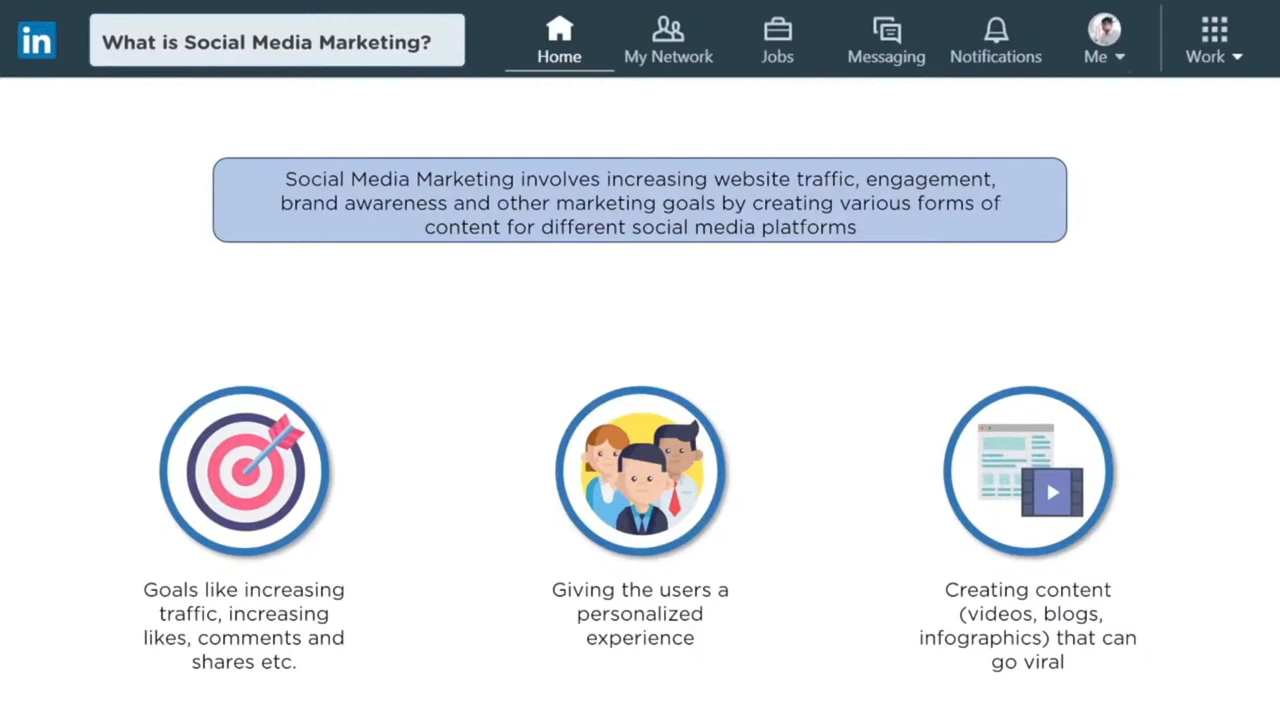 in
What is Social Media Marketing?
Home
My Network
Jobs
Messaging
Notifications
Me
Work
Social Media Marketing involves increasing website traffic, engagement,
brand awareness and other marketing goals by creating various forms of
content for different social media platforms
Goals like increasing
traffic, increasing
likes, comments and
shares etc.
Giving the users a
personalized
experience
Creating content
(videos, blogs,
infographics) that can
go viral